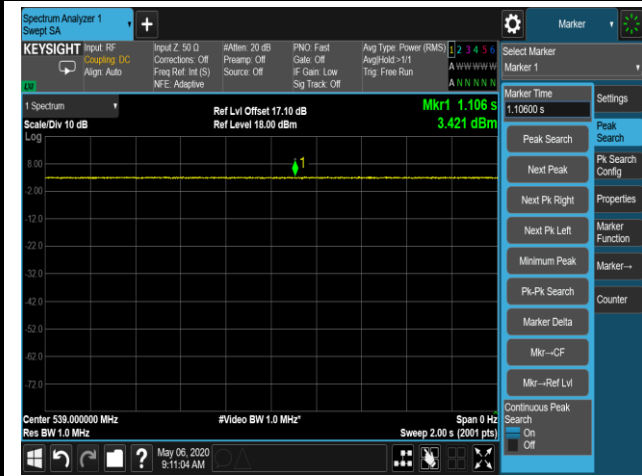 Spectrum Analyzer 1
Swept SA
+
Marker
KEYSIGHT
Input: RF
Coupling: DC
Align: Auto
Input Z: 50 Ω
Corrections: Off
Freq Ref: Int (S)
NFE: Adaptive
#Atten: 20 dB
Preamp: Off
Source: Off
PNO: Fast
Gate: Off
IF Gain: Low
Sig Track: Off
Avg Type: Power (RMS)
Avg|Hold:>1/1
Trig: Free Run
1 2 3 4 5 6
A W W W W W
A N N N N N
Select Marker
Marker 1
1 Spectrum
Scale/Div 10 dB
Log
Ref Lvl Offset 17.10 dB
Ref Level 18.00 dBm
Mkr1 1.106 s
3.421 dBm
1
8.00
-2.00
-12.0
-22.0
-32.0
-42.0
-52.0
-62.0
-72.0
Center 539.000000 MHz
Res BW 1.0 MHz
#Video BW 1.0 MHz*
Span 0 Hz
Sweep 2.00 s (2001 pts)
Marker Time
1.10600 s
Peak Search
Next Peak
Next Pk Right
Next Pk Left
Minimum Peak
Pk-Pk Search
Marker Delta
Mkr→CF
Mkr→Ref Lvl
Continuous Peak
Search
On
Off
Settings
Peak
Search
Pk Search
Config
Properties
Marker
Function
Marker→
Counter
?
May 06, 2020
9:11:04 AM